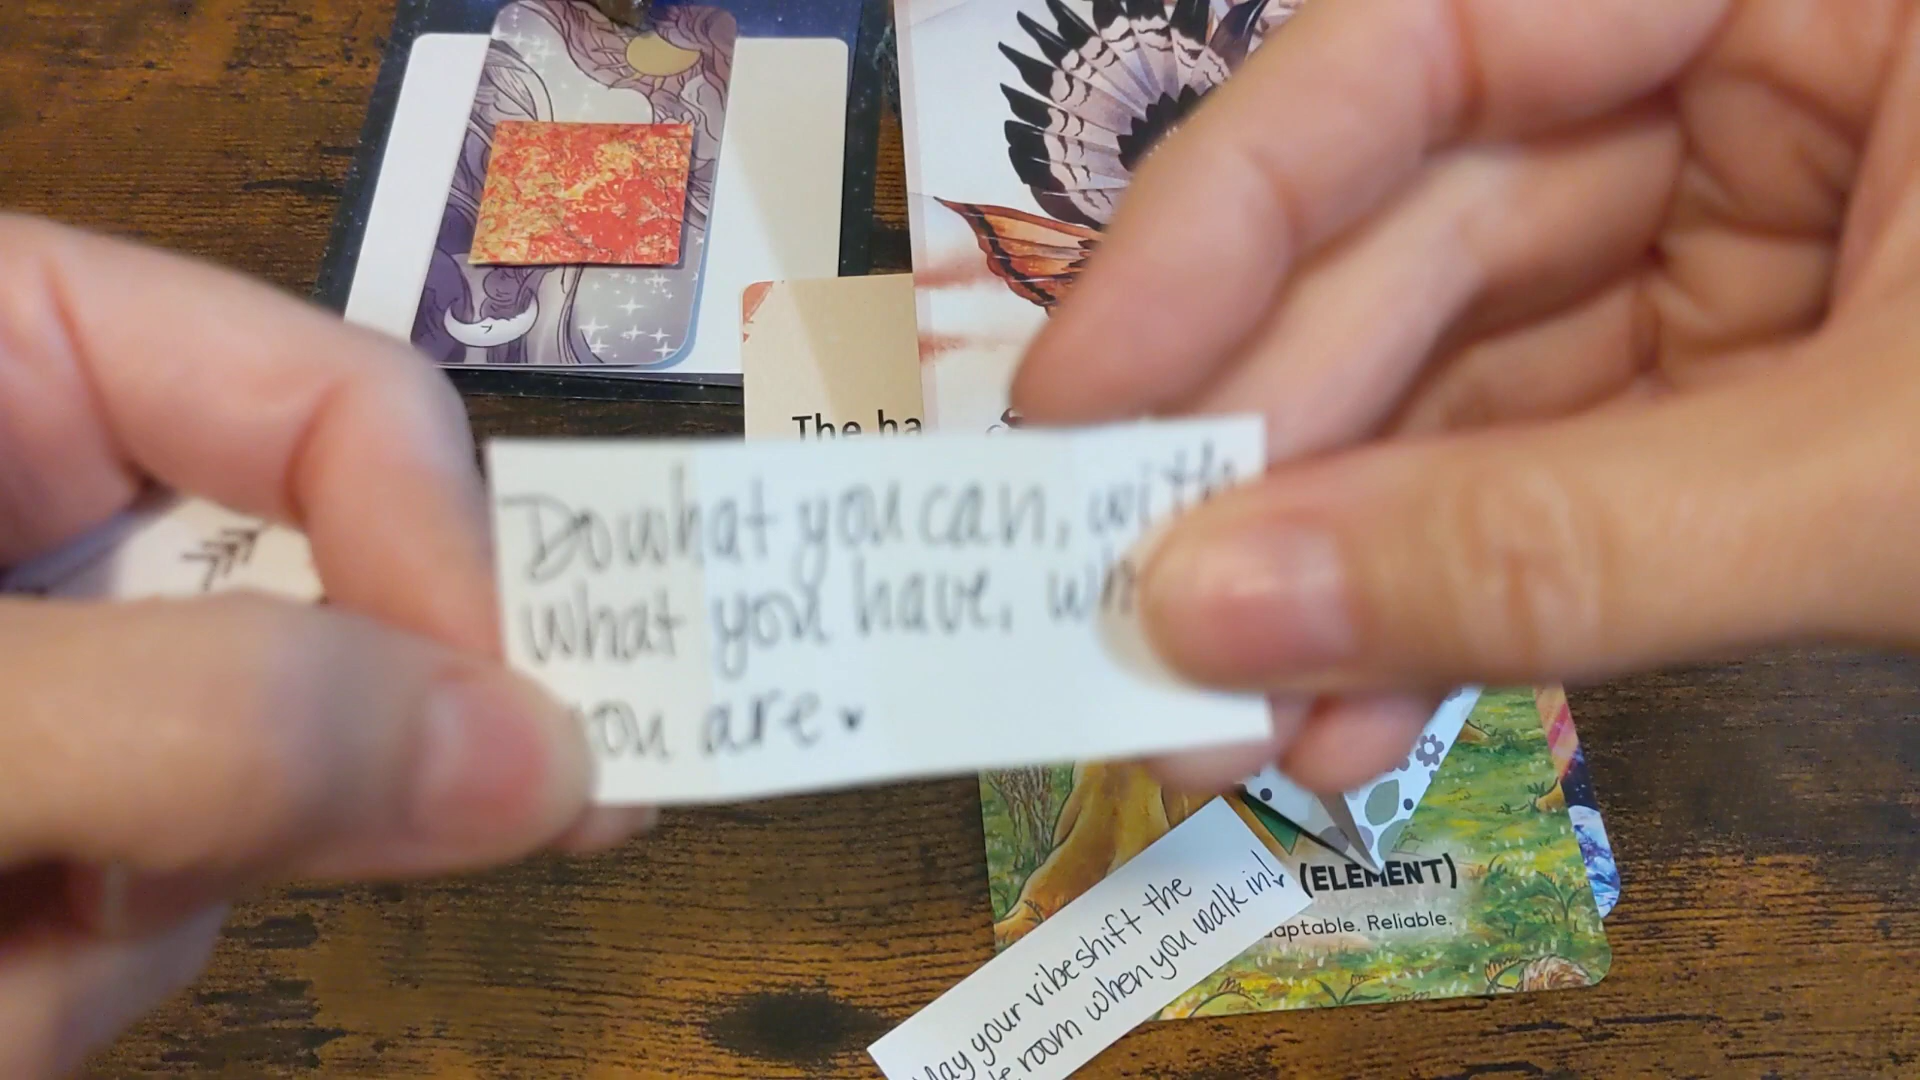 The ha
Do what you can, with
what you have, wh
you are
(ELEMENT)
aptable. Reliable.
May your vibe shift the
room when you walk in!